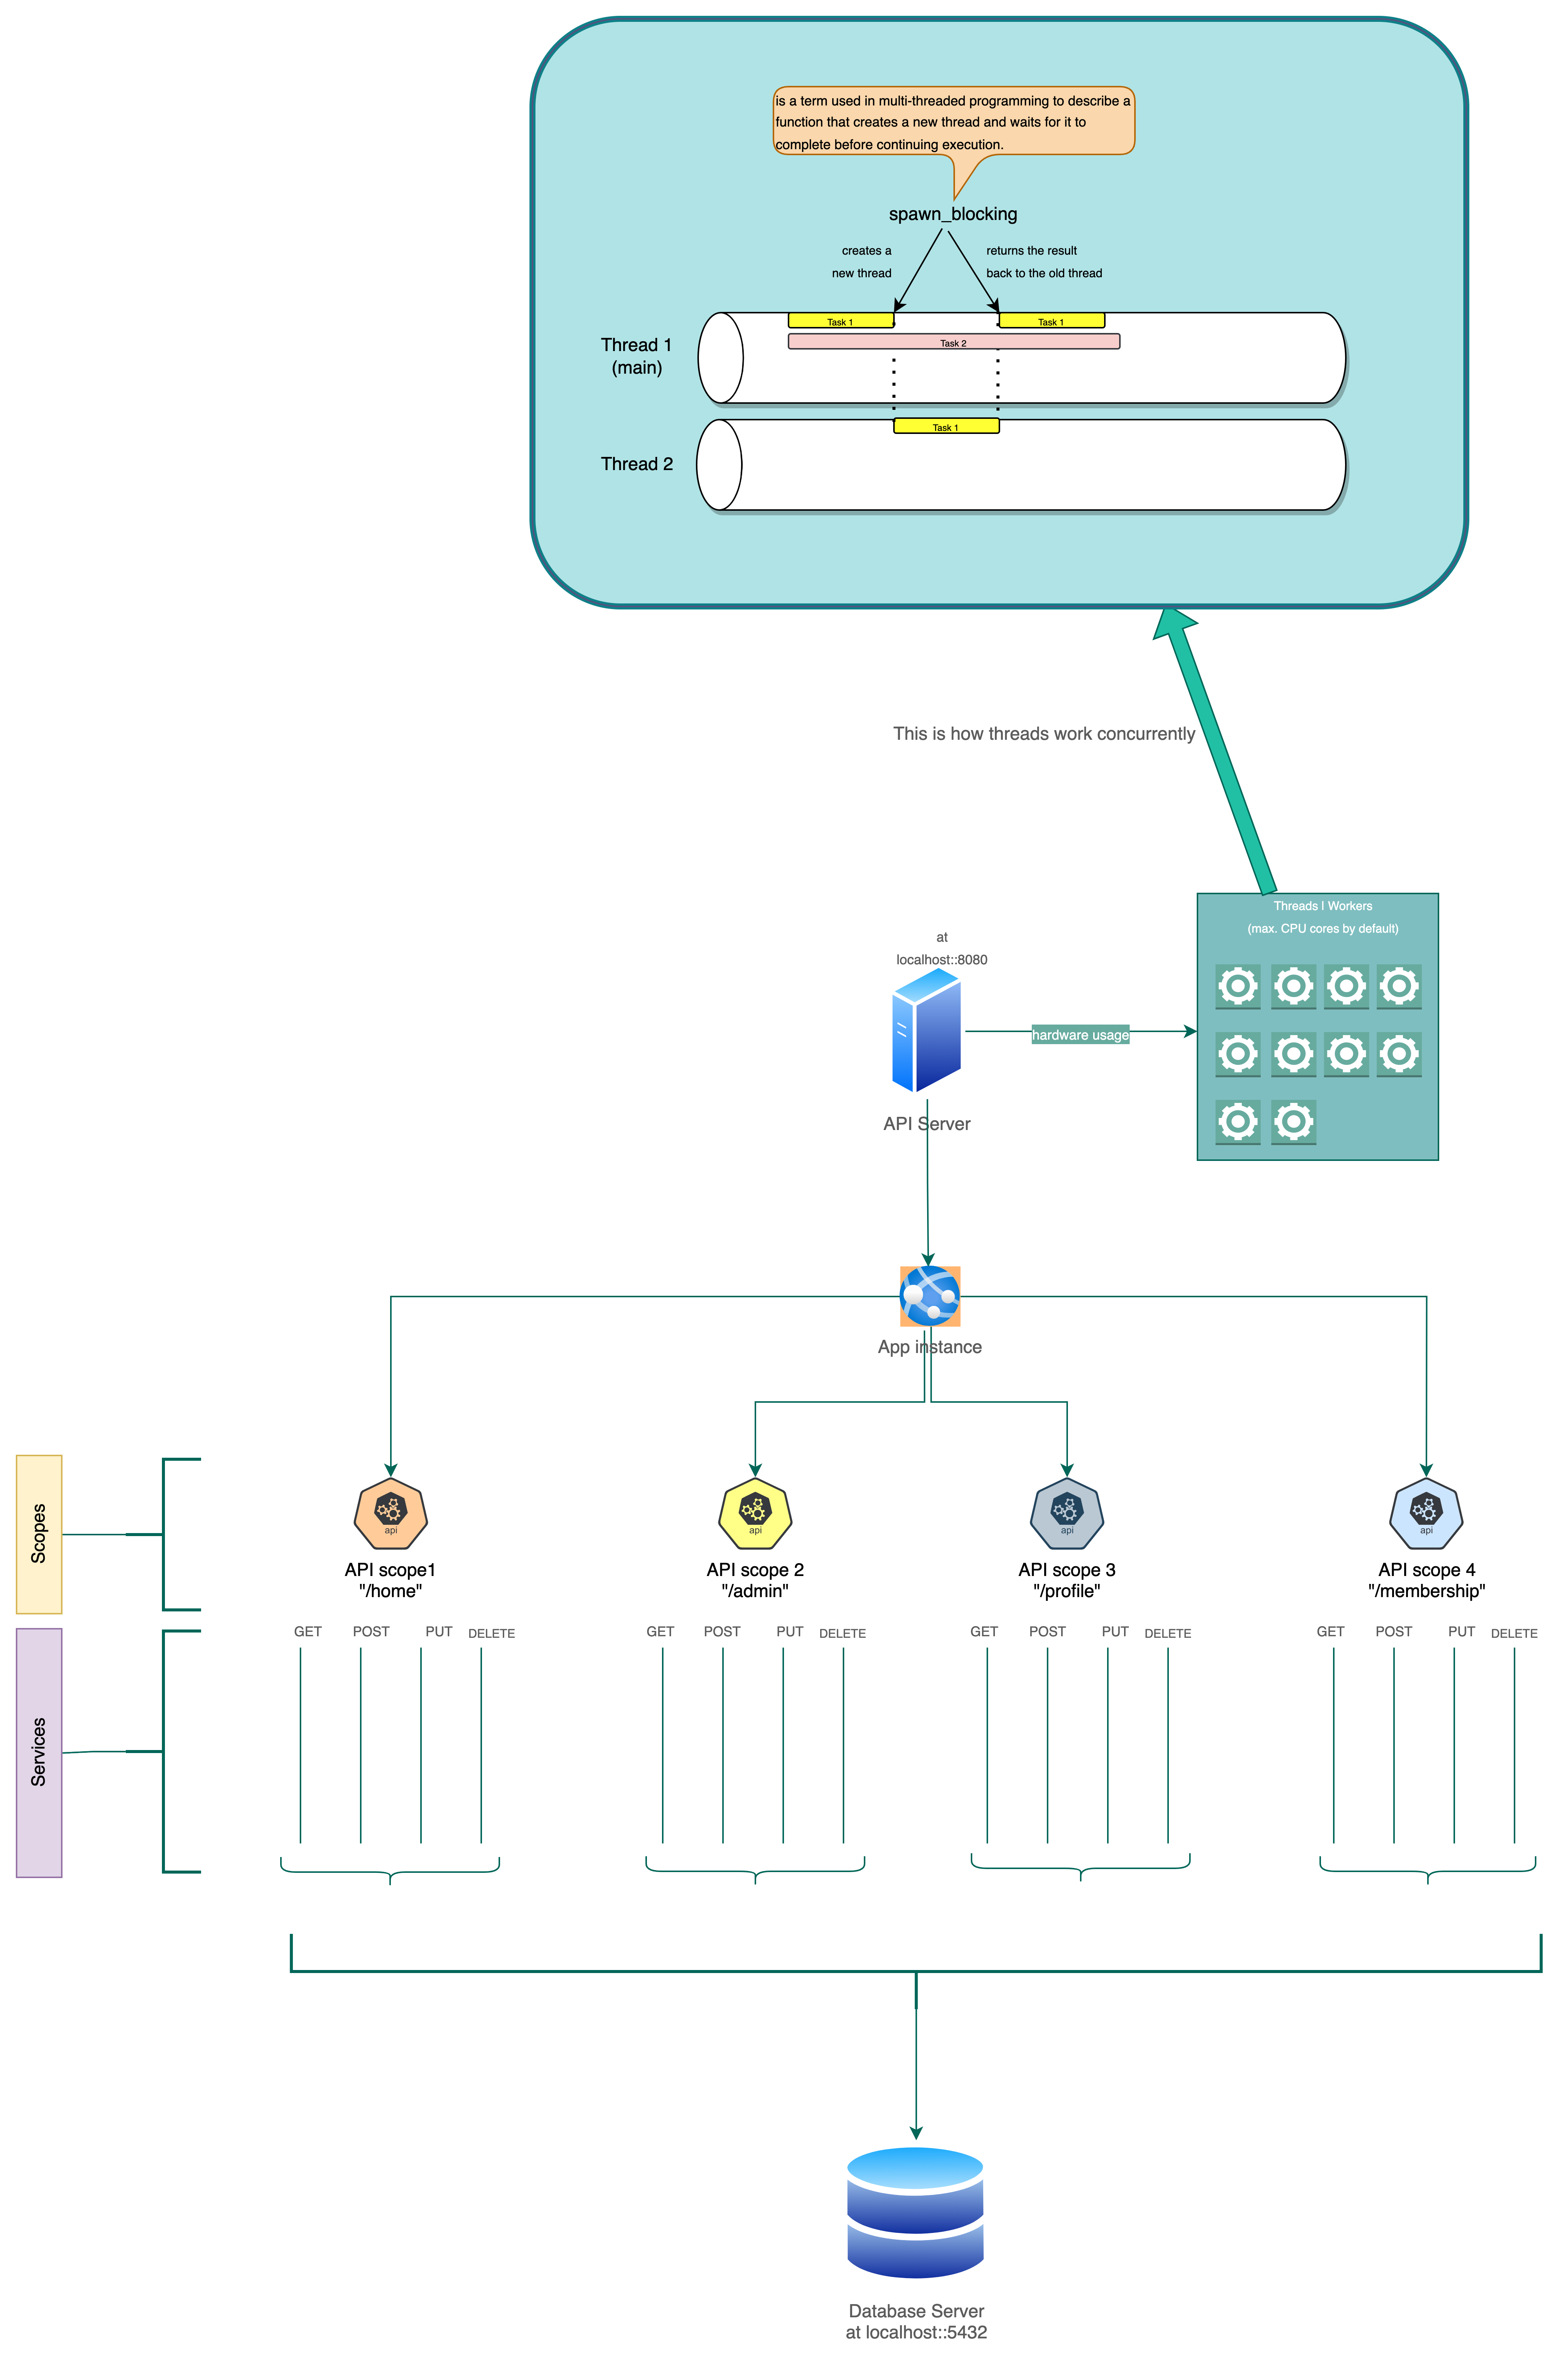 is a term used in multi-threaded programming to describe a
function that creates a new thread and waits for it to
complete before continuing execution.
spawn_blocking
creates a
new thread
returns the result
back to the old thread
Thread 1
(main)
Task 1
Task 1
Task 2
Thread 2
Task 1
This is how threads work concurrently
Threads | Workers
(max. CPU cores by default)
at
localhost::8080
hardware usage
API Server
App instance
Scopes
api
api
api
api
API scope1
"/home"
API scope 2
"/admin"
API scope 3
"/profile"
API scope 4
"/membership"
Services
GET POST PUT DELETE
GET POST PUT DELETE
GET POST PUT DELETE
GET POST PUT DELETE
Database Server
at localhost::5432